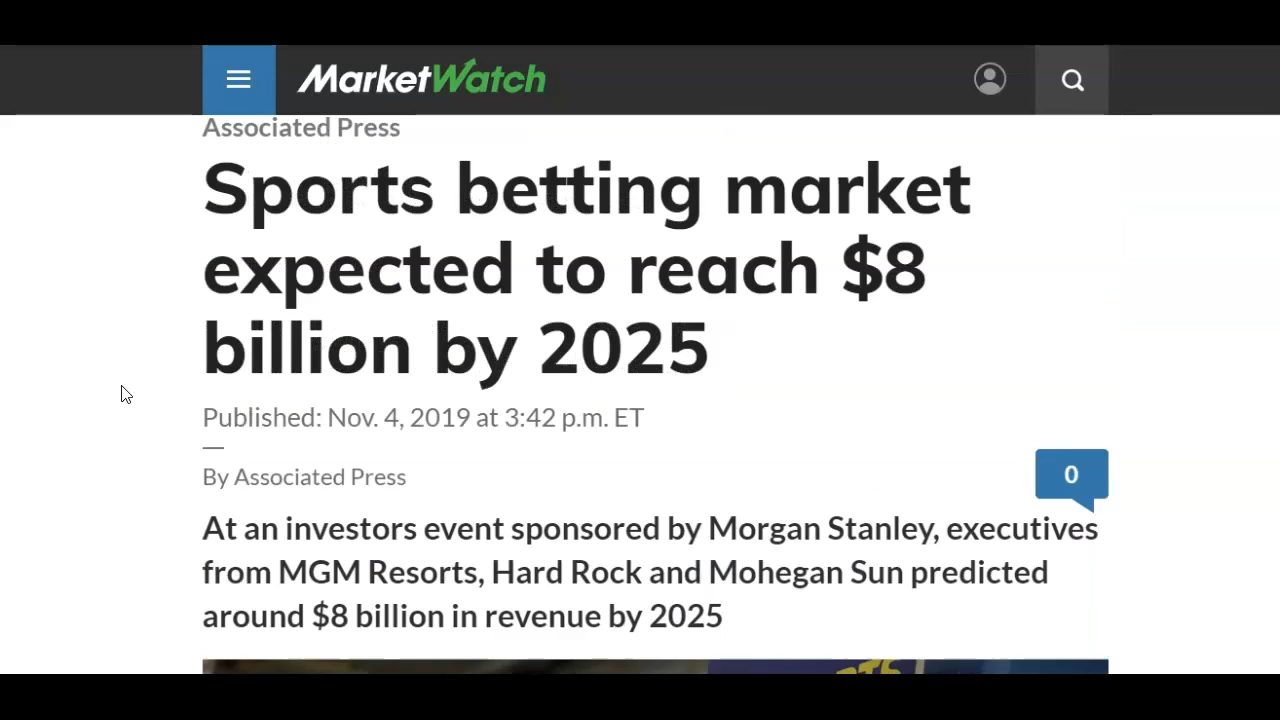 MarketWatch
Associated Press
Sports betting market
expected to reach $8
billion by 2025
Published: Nov. 4, 2019 at 3:42 p.m. ET
By Associated Press
0
At an investors event sponsored by Morgan Stanley, executives
from MGM Resorts, Hard Rock and Mohegan Sun predicted
around $8 billion in revenue by 2025